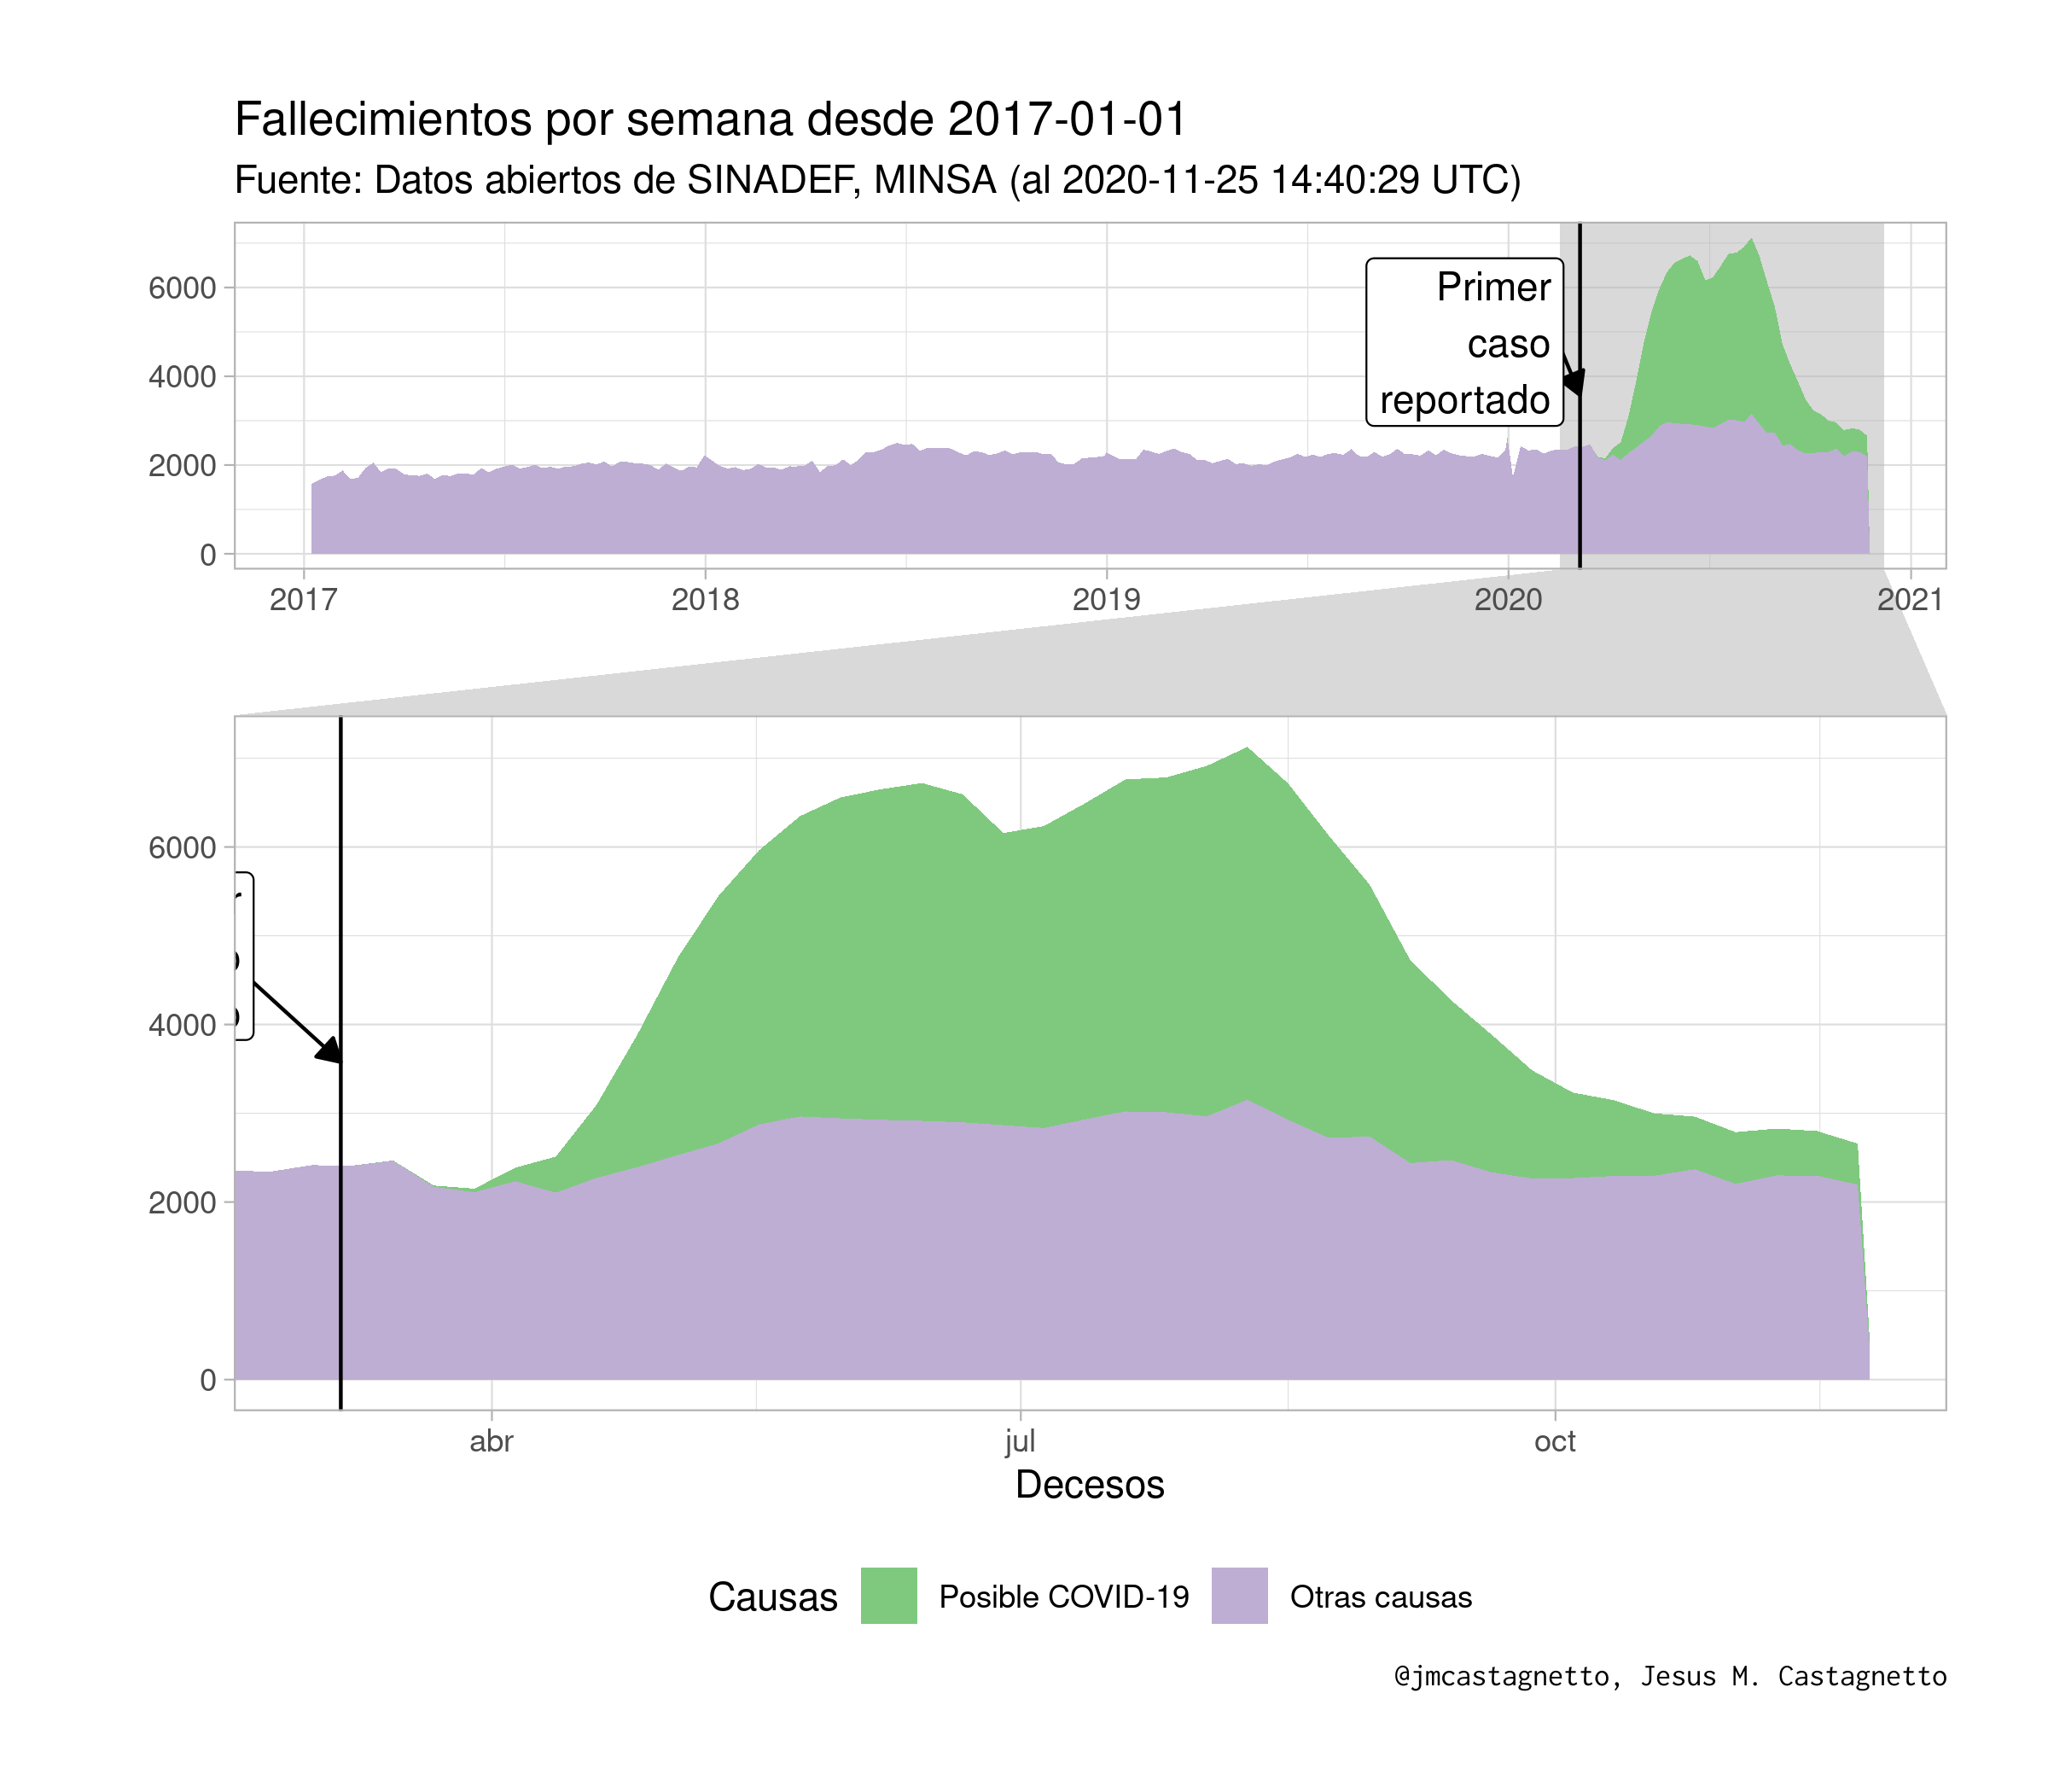 Fallecimientos por semana desde 2017-01-01
Fuente: Datos abiertos de SINADEF, MINSA (al 2020-11-25 14:40:29 UTC)
6000
4000
2000
0
Primer
caso
reportado
2017
2018
2019
2020
2021
6000
4000
2000
0
abr
jul
oct
Decesos
Causas
Posible COVID-19
Otras causas
@jmcastagnetto, Jesus M. Castagnetto